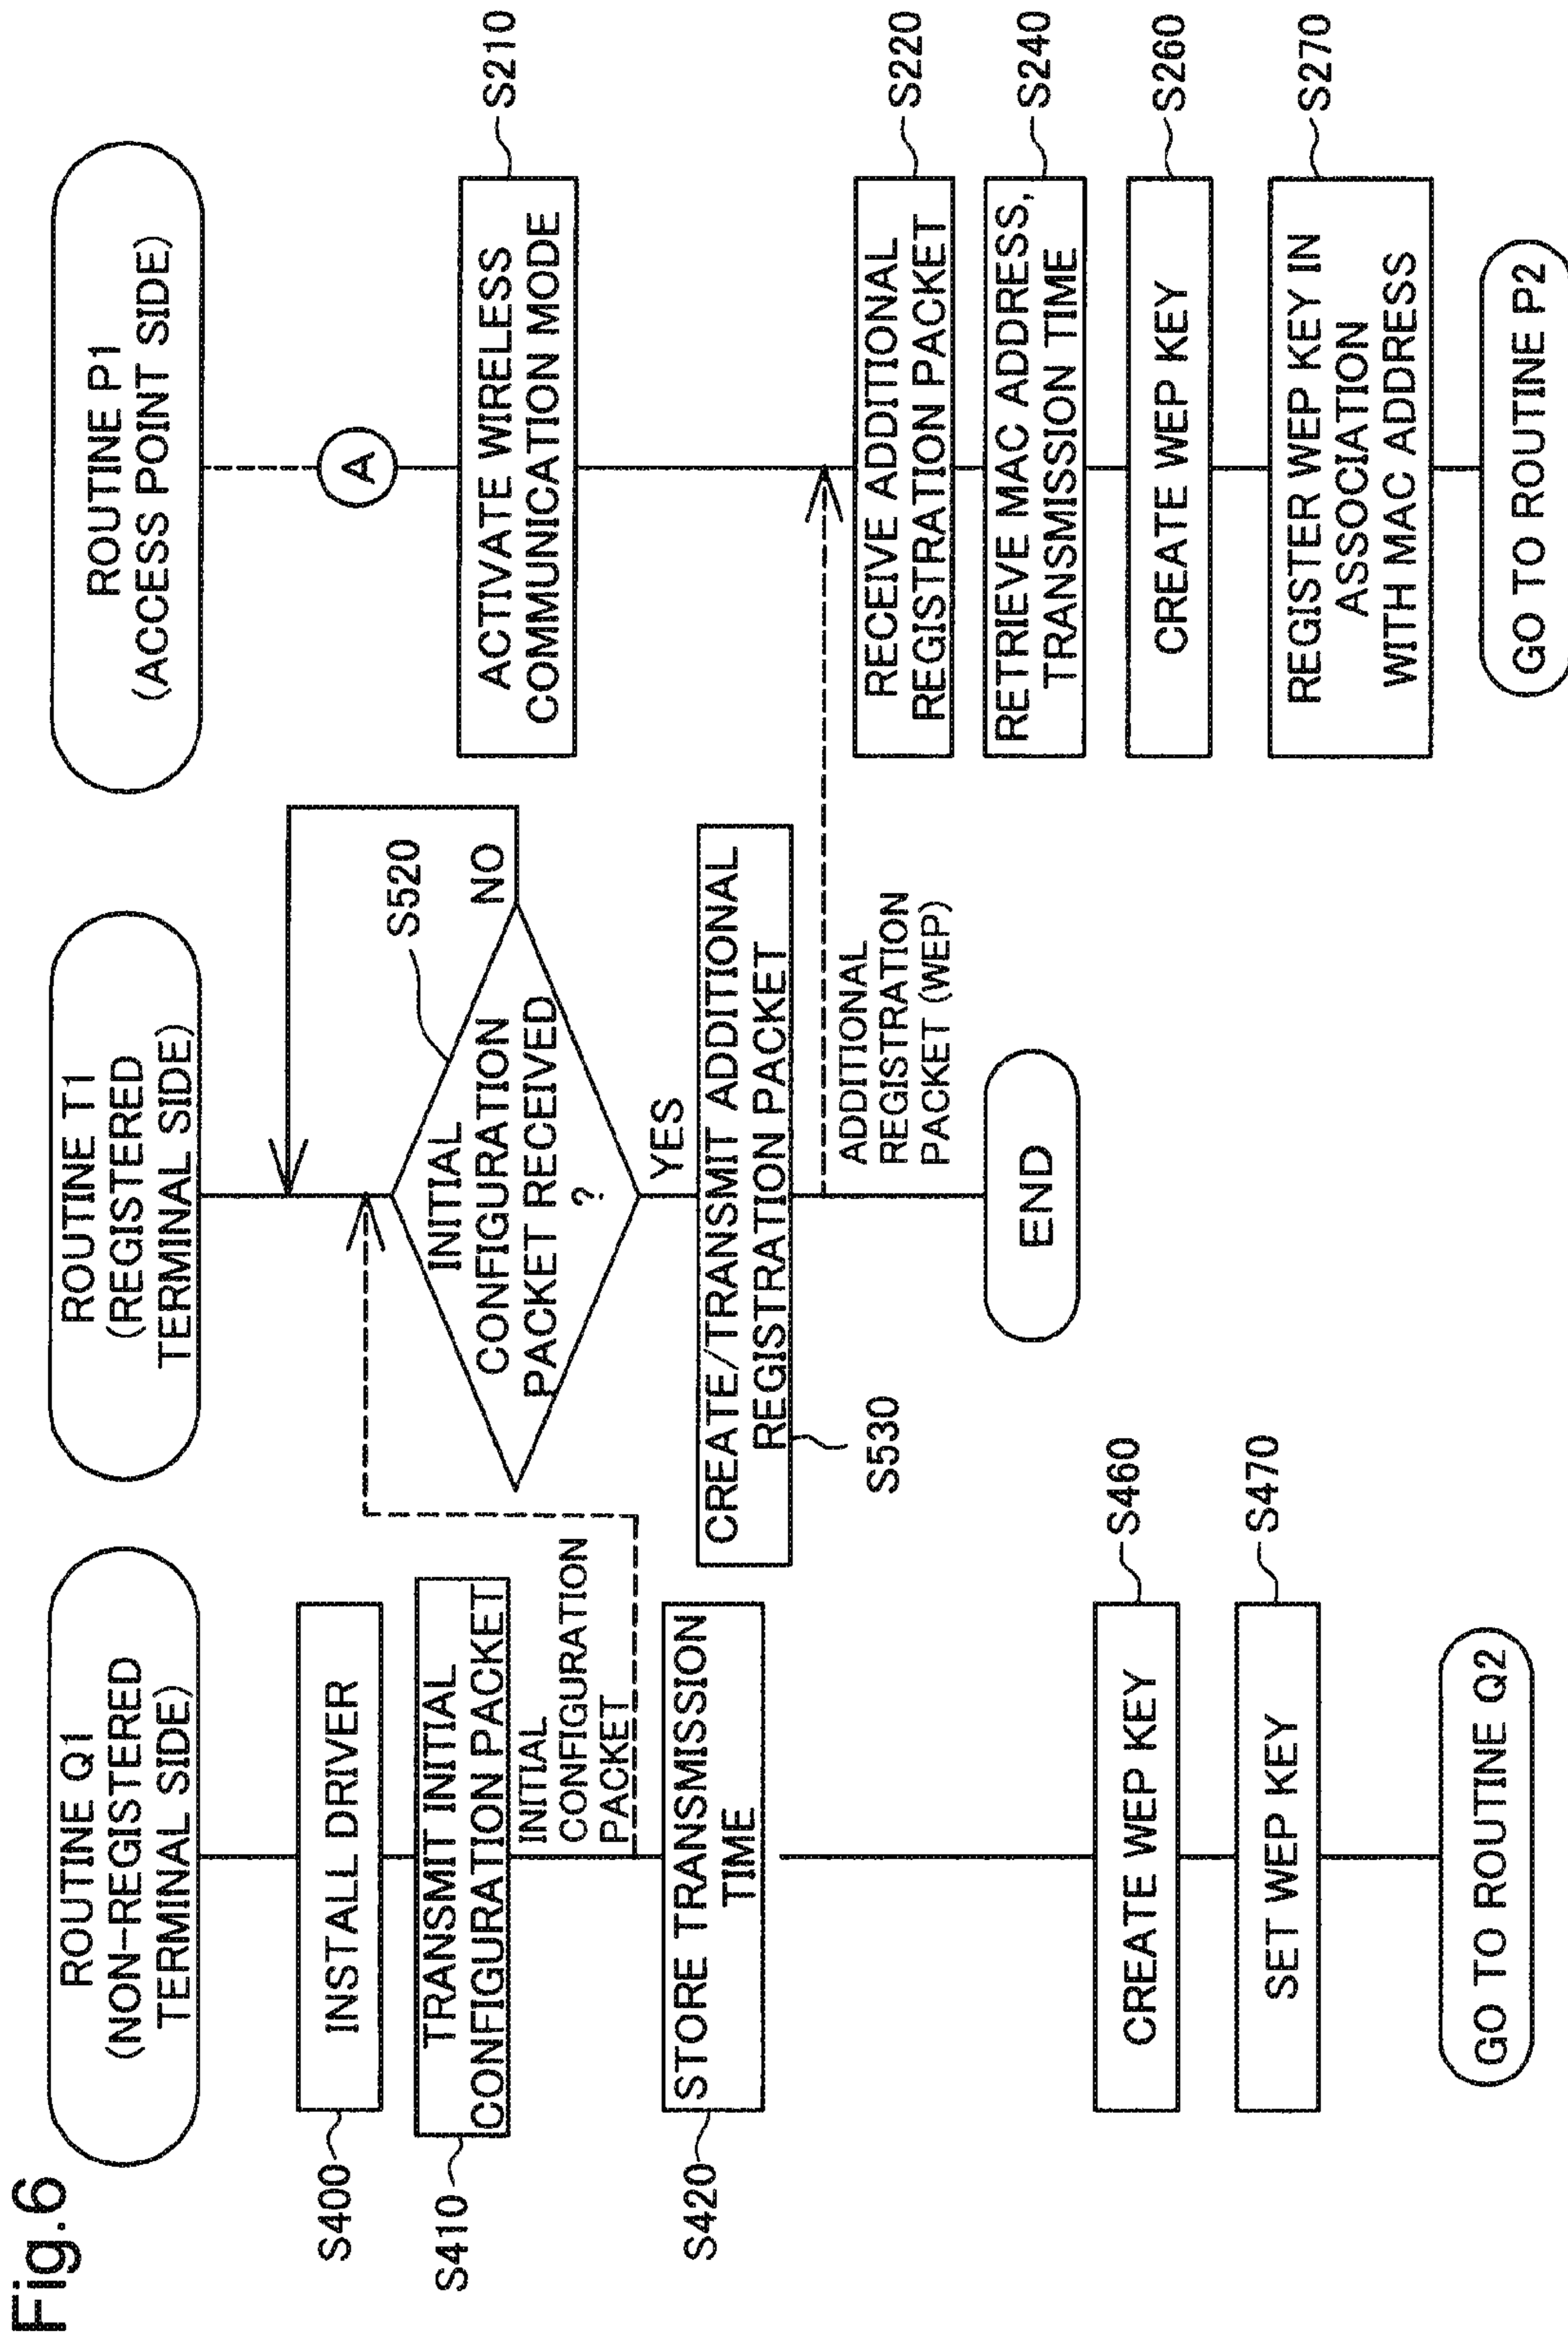 Fig.6
ROUTINE Q1
(NON-REGISTERED
TERMINAL SIDE)
S400
INSTALL DRIVER
S410
TRANSMIT INITIAL
CONFIGURATION PACKET
INITIAL
CONFIGURATION
PACKET
S420
STORE TRANSMISSION
TIME
CREATE WEP KEY
S460
SET WEP KEY
S470
GO TO ROUTINE Q2
ROUTINE T1
(REGISTERED
TERMINAL SIDE)
S520
INITIAL
CONFIGURATION
PACKET RECEIVED
?
NO
YES
CREATE/TRANSMIT ADDITIONAL
REGISTRATION PACKET
S530
ADDITIONAL
REGISTRATION
PACKET (WEP)
END
ROUTINE P1
(ACCESS POINT SIDE)
A
ACTIVATE WIRELESS
COMMUNICATION MODE
S210
RECEIVE ADDITIONAL
REGISTRATION PACKET
S220
RETRIEVE MAC ADDRESS,
TRANSMISSION TIME
S240
CREATE WEP KEY
S260
REGISTER WEP KEY IN
ASSOCIATION
WITH MAC ADDRESS
S270
GO TO ROUTINE P2